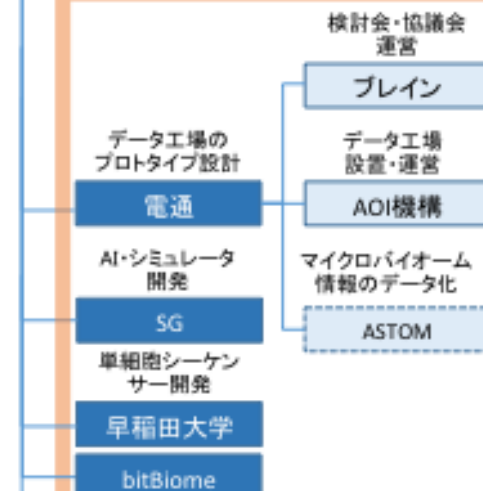 検討会・協議会
運営
ブレイン
データ工場の
プロトタイプ設計
電通
データ工場
設置・運営
AOI機構
AI・シミュレータ
開発
SG
マイクロバイオーム
情報のデータ化
ASTOM
単細胞シーケン
サー開発
早稲田大学
bitBiome